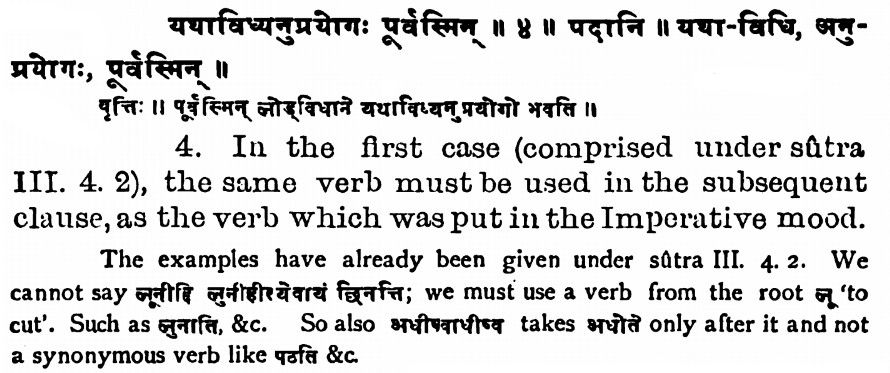 यथाविध्यनुप्रयोगः पूर्वस्मिन् ॥ ४ ॥ पदानि ॥ यथा-विधि, अनु-
प्रयोगः, पूर्वस्मिन् ॥
वृत्तिः ॥ पूर्वस्मिन् लोड्विधाने यथाविध्यनुप्रयोगो भवति ॥
4. In the first case (comprised under sûtra
III. 4. 2), the same verb must be used in the subsequent
clause, as the verb which was put in the Imperative mood.
The examples have already been given under sûtra III. 4. 2. We
cannot say लूनीहि लुनीहीत्येवायं छिनत्ति; we must use a verb from the root लू 'to
cut'. Such as लुनाति, &c. So also अधीष्वाधीष्व takes अधीते only after it and not
a synonymous verb like पठति &c.